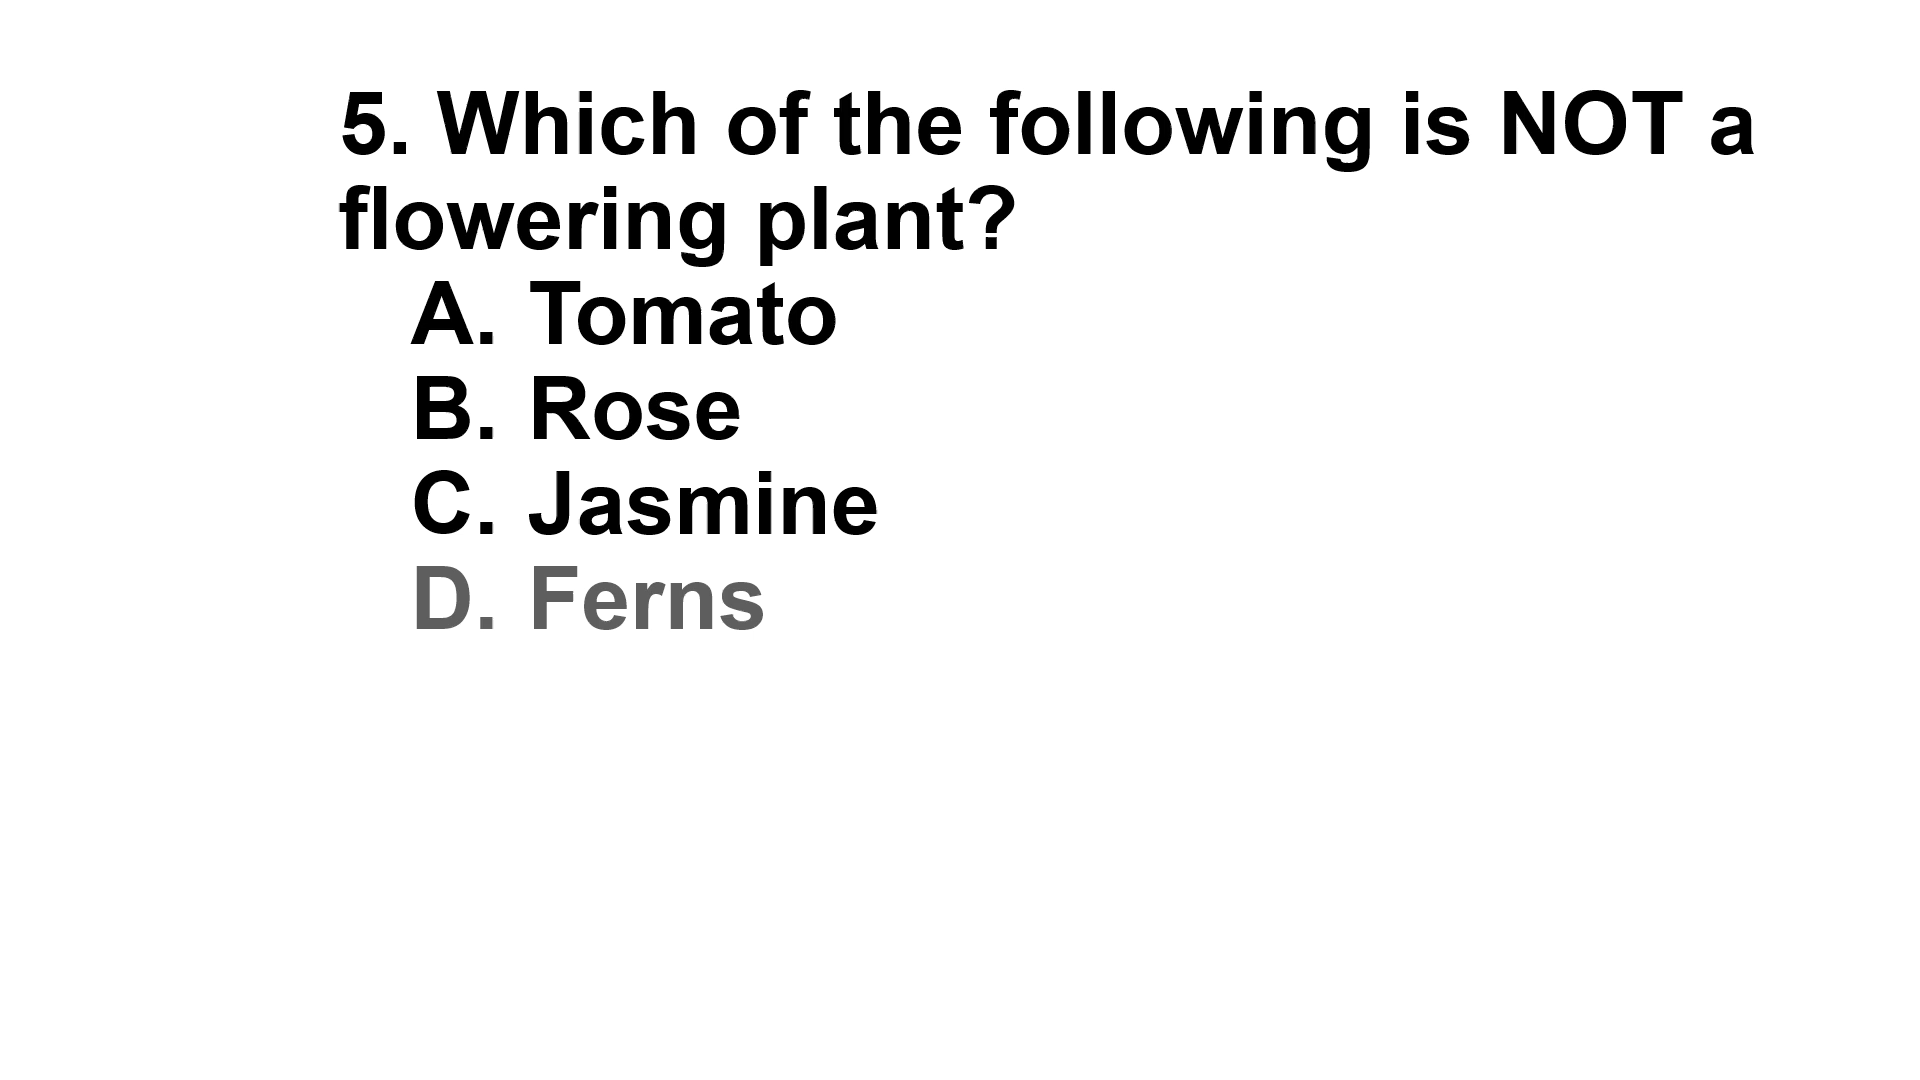 5. Which of the following is NOT a
flowering plant?
A. Tomato
B. Rose
C. Jasmine
D. Ferns